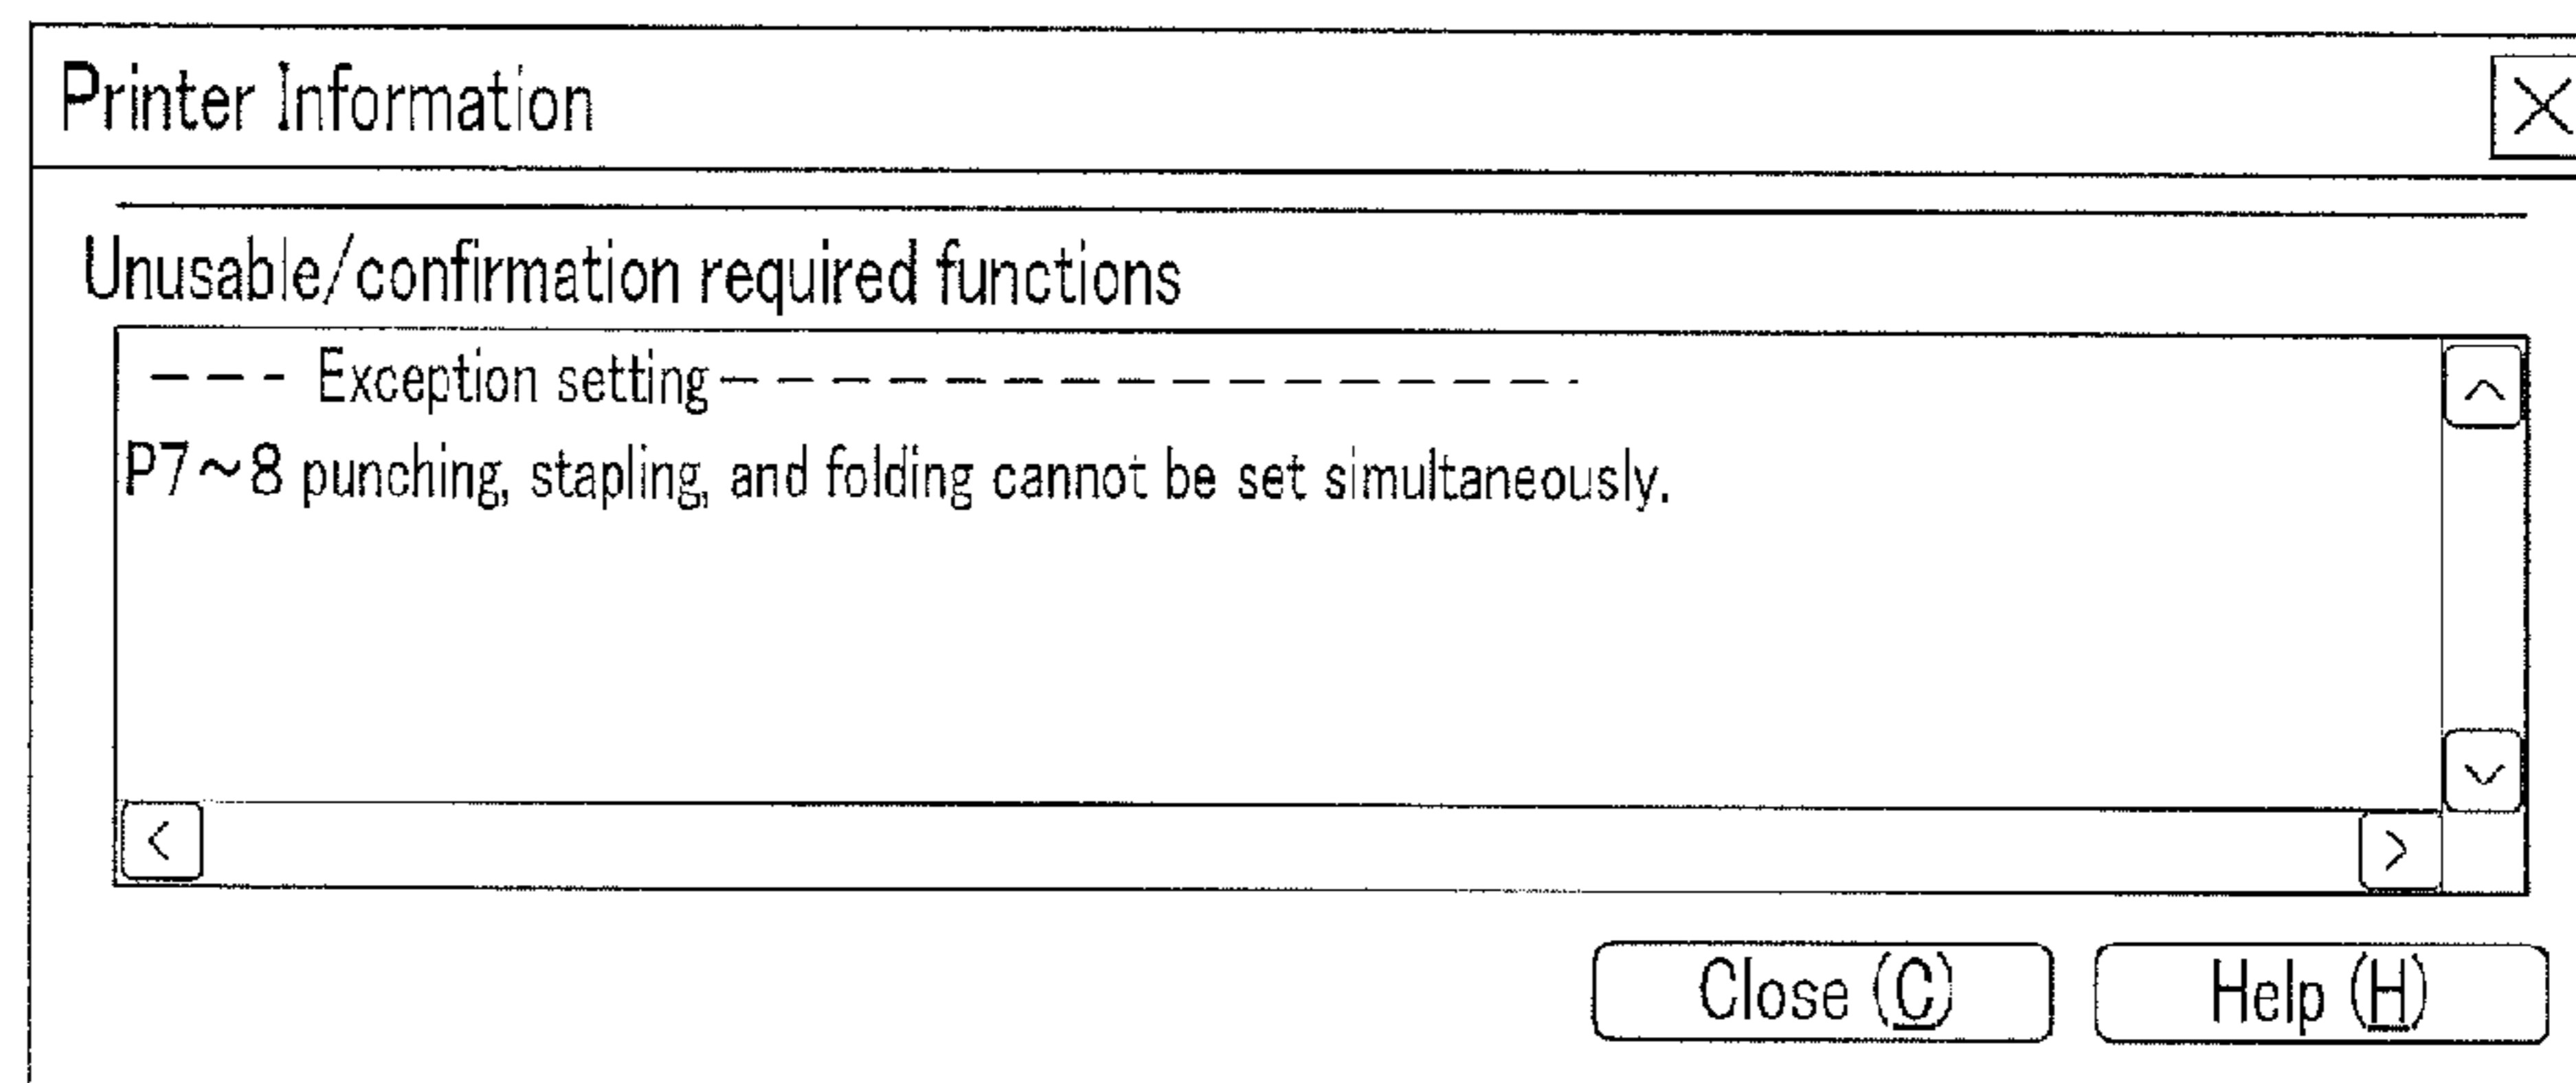 Printer Information
Unusable/confirmation required functions
--- Exception setting----------------
P7~8 punching, stapling, and folding cannot be set simultaneously.
Close (C) Help (H)